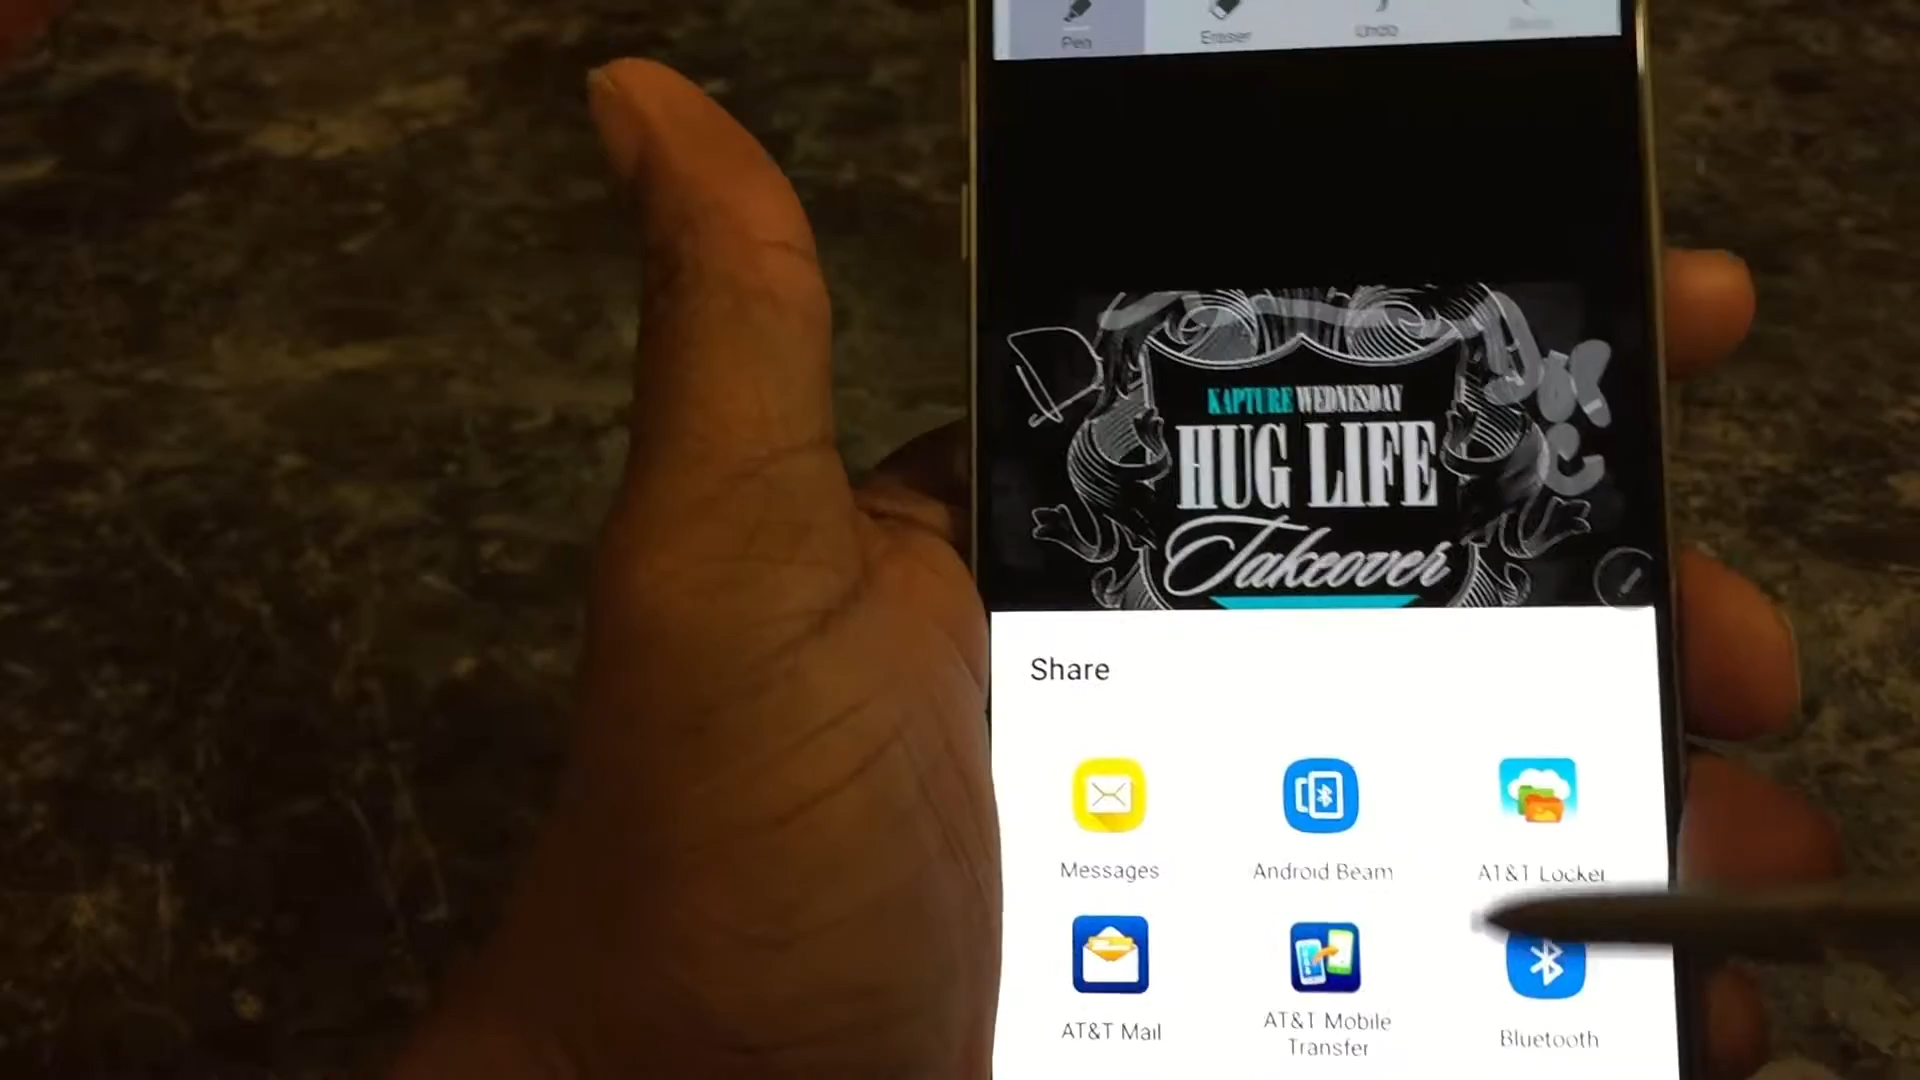 Pen Eraser Undo
KAPTURE WEDNESDAY
HUG LIFE
Takeover
Share
Messages Android Beam AT&T Locker
AT&T Mail AT&T Mobile Transfer Bluetooth